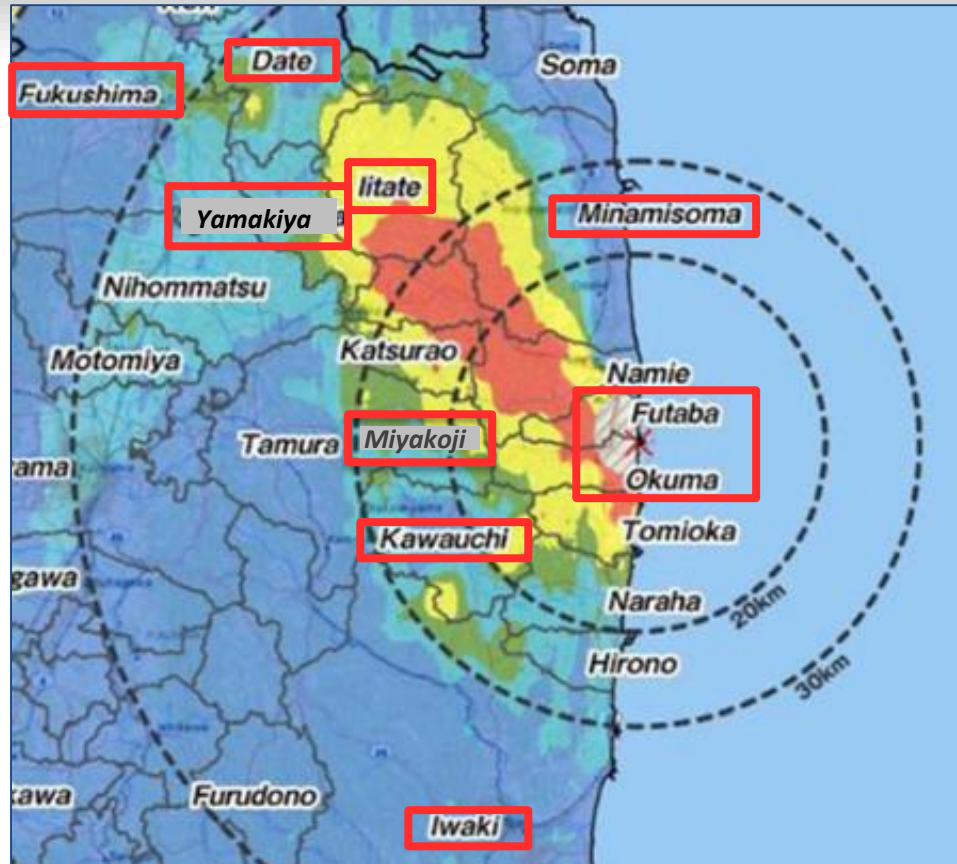 Date
Soma
Fukushima
Iitate
Yamakiya
Minamisoma
Nihommatsu
Katsurao
Motomiya
Namie
Futaba
Tamura
Miyakoji
Okuma
Kawauchi
Tomioka
Naraha
20km
Hirono
30km
Furudono
Iwaki